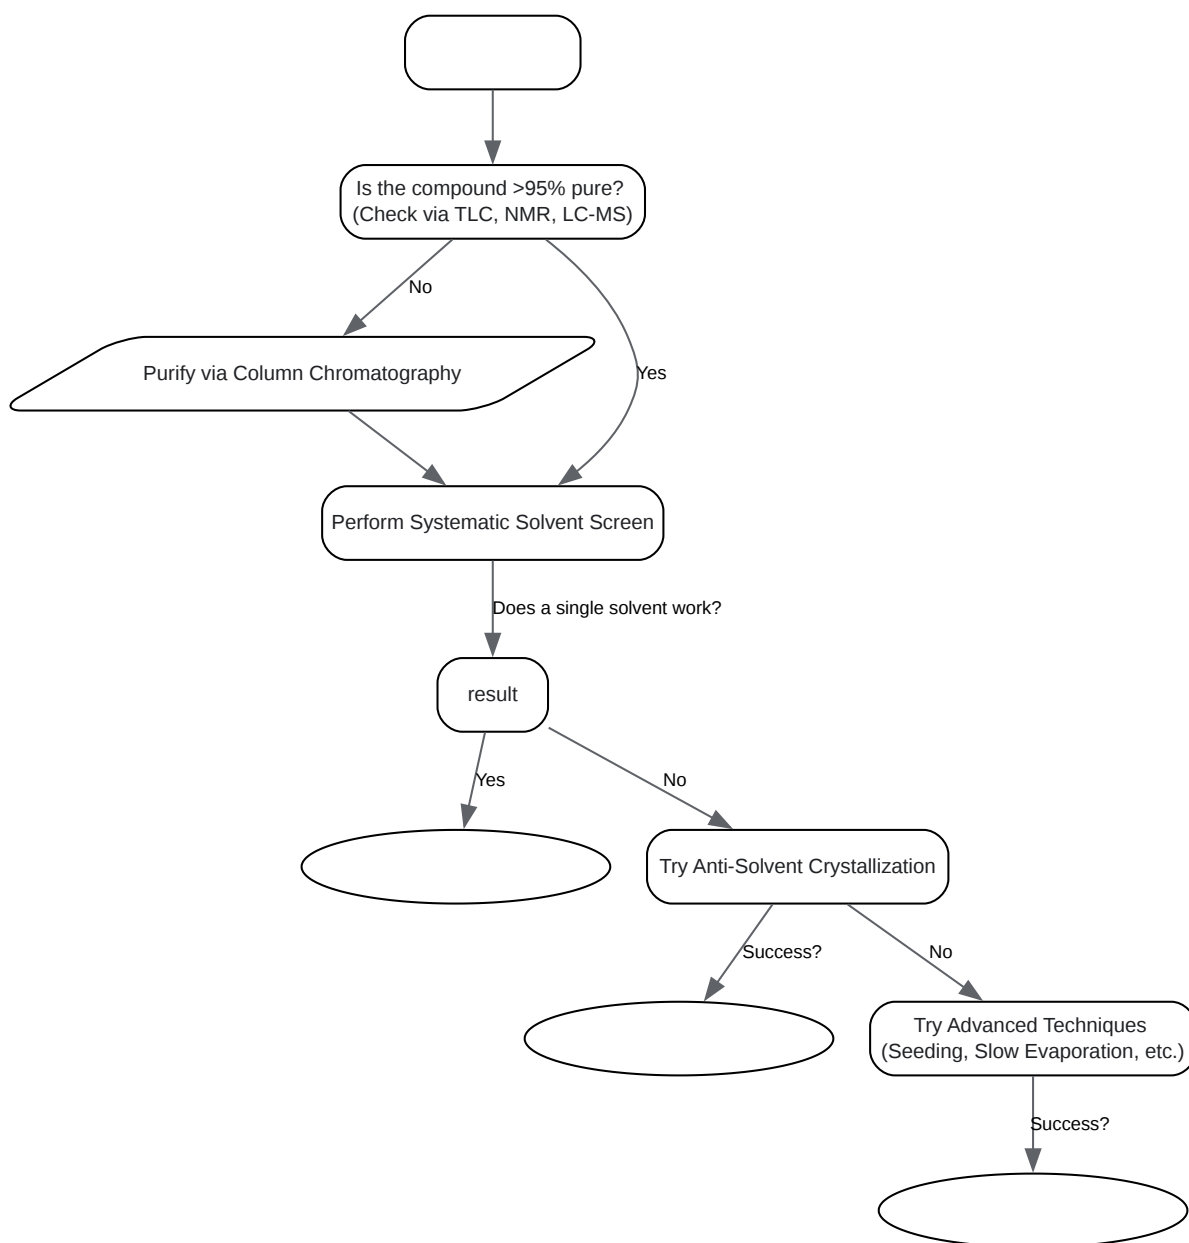 Is the compound >95% pure?
(Check via TLC, NMR, LC-MS)
No
Purify via Column Chromatography
Yes
Perform Systematic Solvent Screen
Does a single solvent work?
result
Yes
No
Try Anti-Solvent Crystallization
Success?
No
Try Advanced Techniques
(Seeding, Slow Evaporation, etc.)
Success?